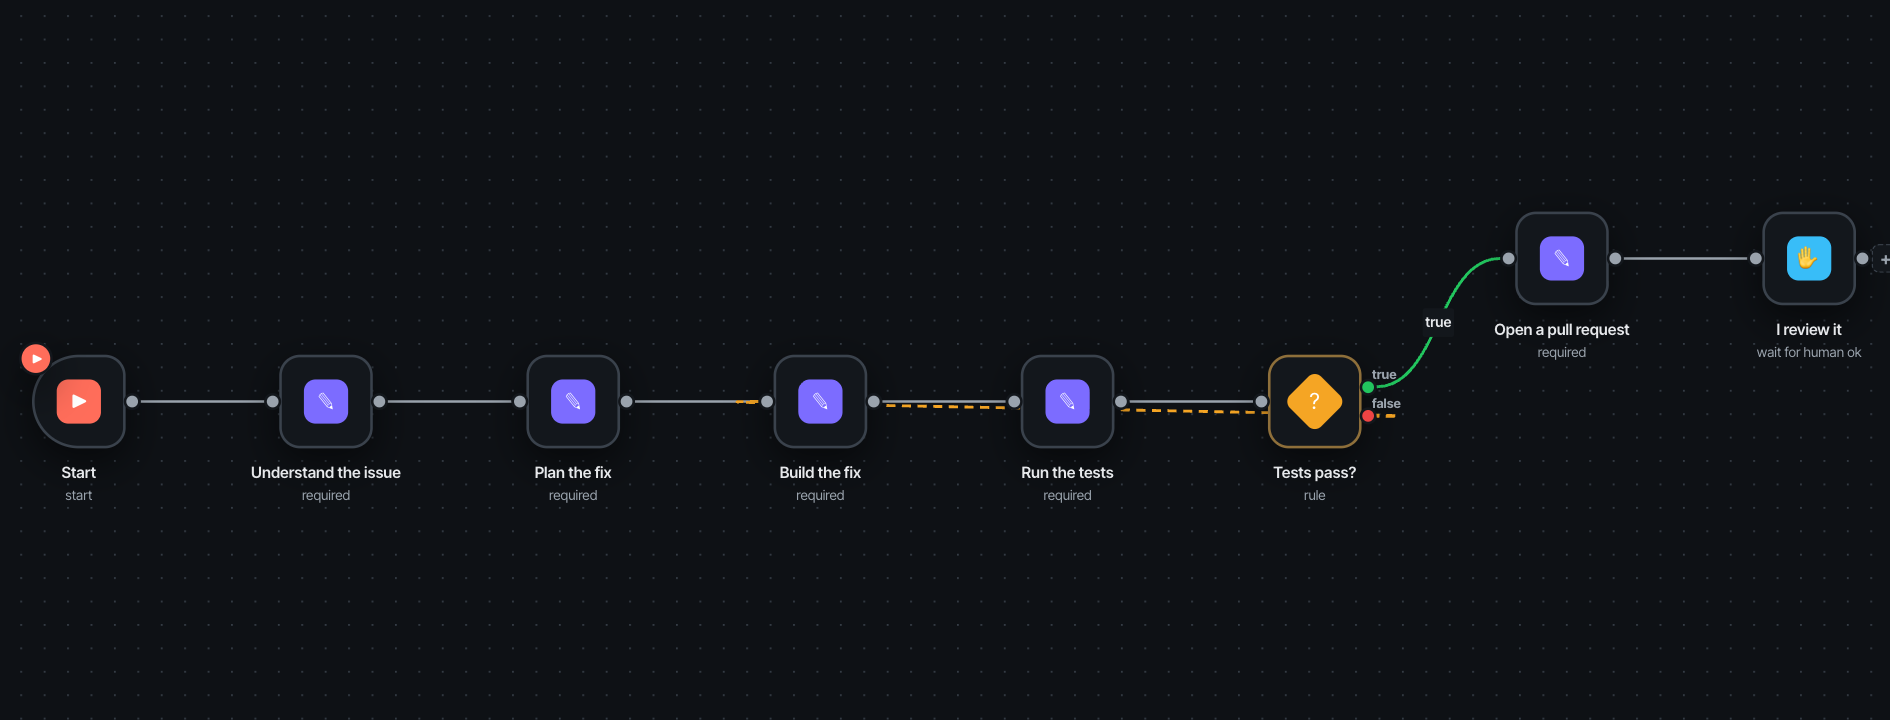 Start
start
Understand the issue
required
Plan the fix
required
Build the fix
required
Run the tests
required
?
Tests pass?
rule
true
false
true
Open a pull request
required
I review it
wait for human ok
+